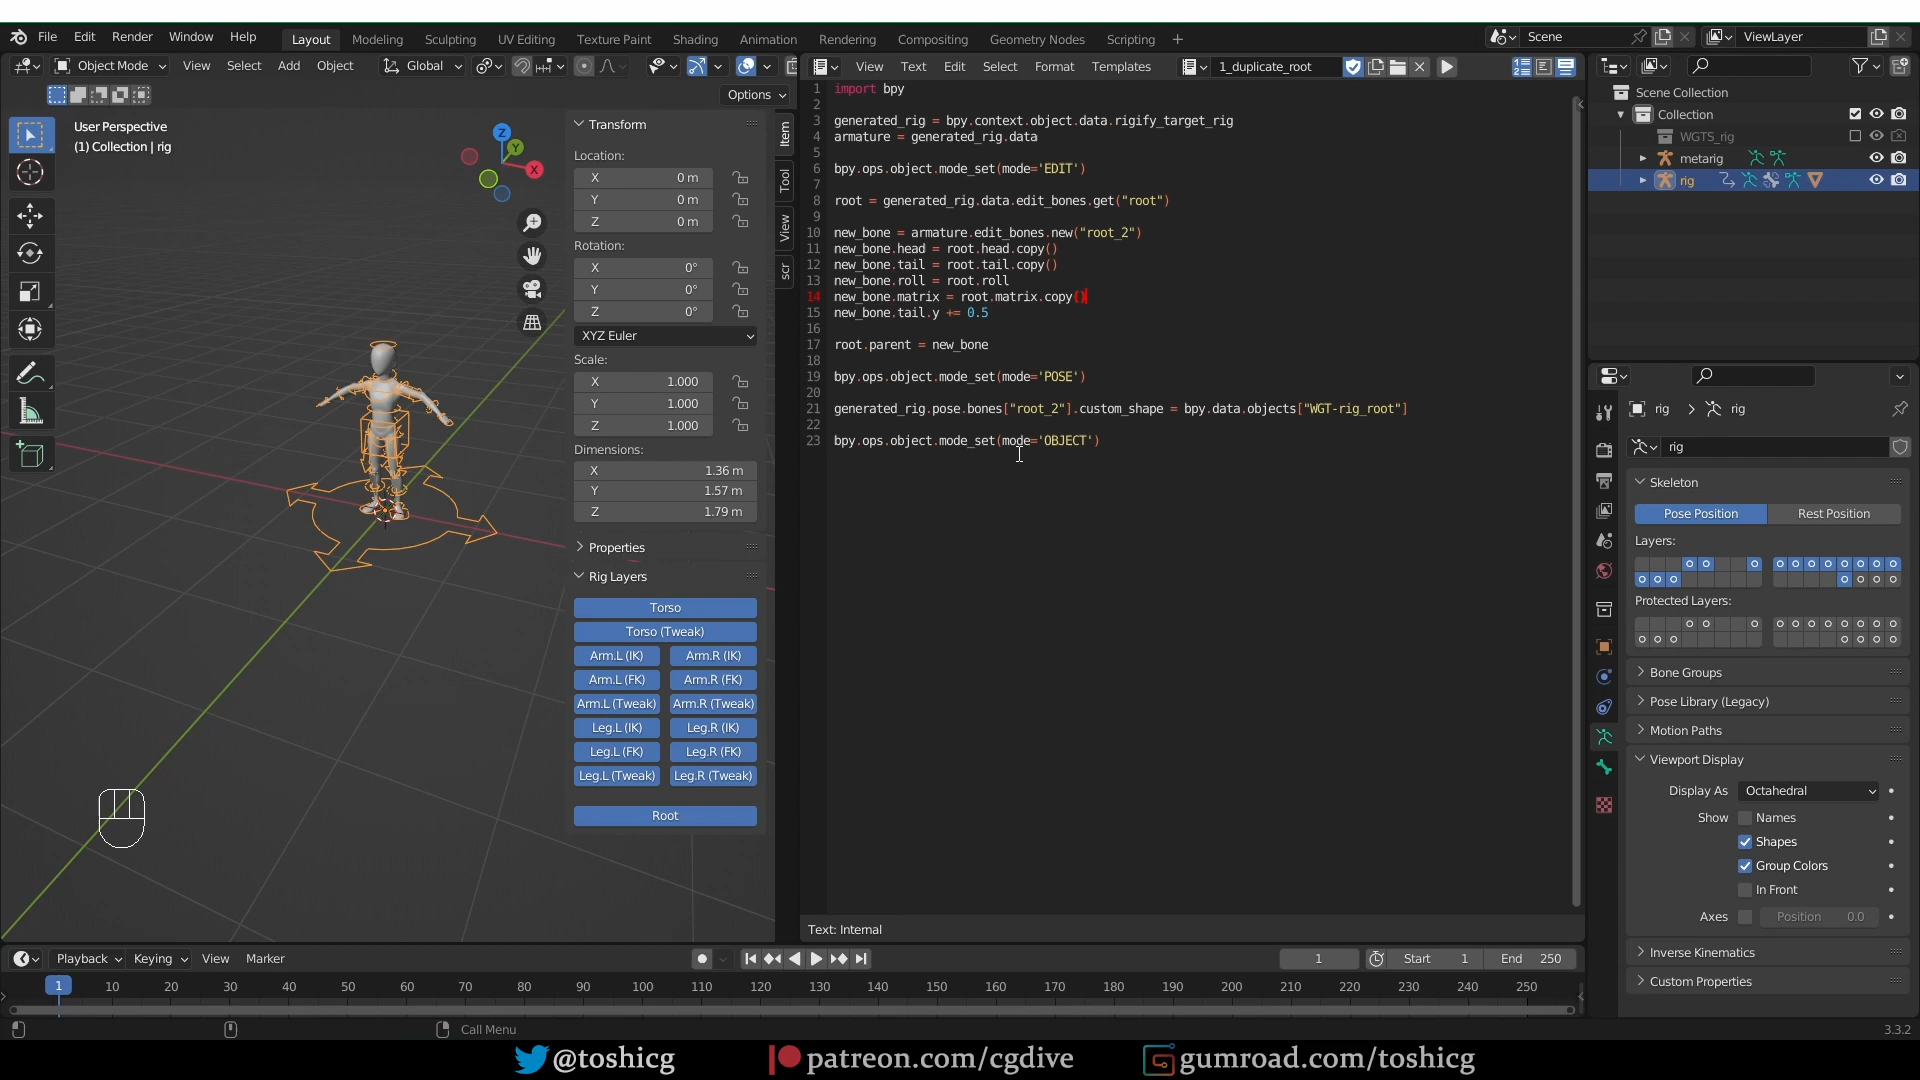 File Edit Render Window Help Layout Modeling Sculpting UV Editing Texture Paint Shading Animation Rendering Compositing Geometry Nodes Scripting + Scene ViewLayer
Object Mode View Select Add Object Global View Text Edit Select Format Templates 1_duplicate_root
Options
User Perspective
(1) Collection | rig
Z
Y
X
Transform
Location:
X 0 m
Y 0 m
Z 0 m
Rotation:
X 0°
Y 0°
Z 0°
XYZ Euler
Scale:
X 1.000
Y 1.000
Z 1.000
Dimensions:
X 1.36 m
Y 1.57 m
Z 1.79 m
Properties
Rig Layers
Torso
Torso (Tweak)
Arm.L (IK) Arm.R (IK)
Arm.L (FK) Arm.R (FK)
Arm.L (Tweak) Arm.R (Tweak)
Leg.L (IK) Leg.R (IK)
Leg.L (FK) Leg.R (FK)
Leg.L (Tweak) Leg.R (Tweak)
Root
Item
Tool
View
scr
1 import bpy
2
3 generated_rig = bpy.context.object.data.rigify_target_rig
4 armature = generated_rig.data
5
6 bpy.ops.object.mode_set(mode='EDIT')
7
8 root = generated_rig.data.edit_bones.get("root")
9
10 new_bone = armature.edit_bones.new("root_2")
11 new_bone.head = root.head.copy()
12 new_bone.tail = root.tail.copy()
13 new_bone.roll = root.roll
14 new_bone.matrix = root.matrix.copy()
15 new_bone.tail.y += 0.5
16
17 root.parent = new_bone
18
19 bpy.ops.object.mode_set(mode='POSE')
20
21 generated_rig.pose.bones["root_2"].custom_shape = bpy.data.objects["WGT-rig_root"]
22
23 bpy.ops.object.mode_set(mode='OBJECT')
Text: Internal
Scene Collection
Collection
WGTS_rig
metarig
rig
rig > rig
rig
Skeleton
Pose Position Rest Position
Layers:
Protected Layers:
Bone Groups
Pose Library (Legacy)
Motion Paths
Viewport Display
Display As Octahedral
Show Names
Shapes
Group Colors
In Front
Axes Position 0.0
Inverse Kinematics
Custom Properties
Playback Keying View Marker 1 Start 1 End 250
1 10 20 30 40 50 60 70 80 90 100 110 120 130 140 150 160 170 180 190 200 210 220 230 240 250
Call Menu 3.3.2
@toshicg patreon.com/cgdive gumroad.com/toshicg